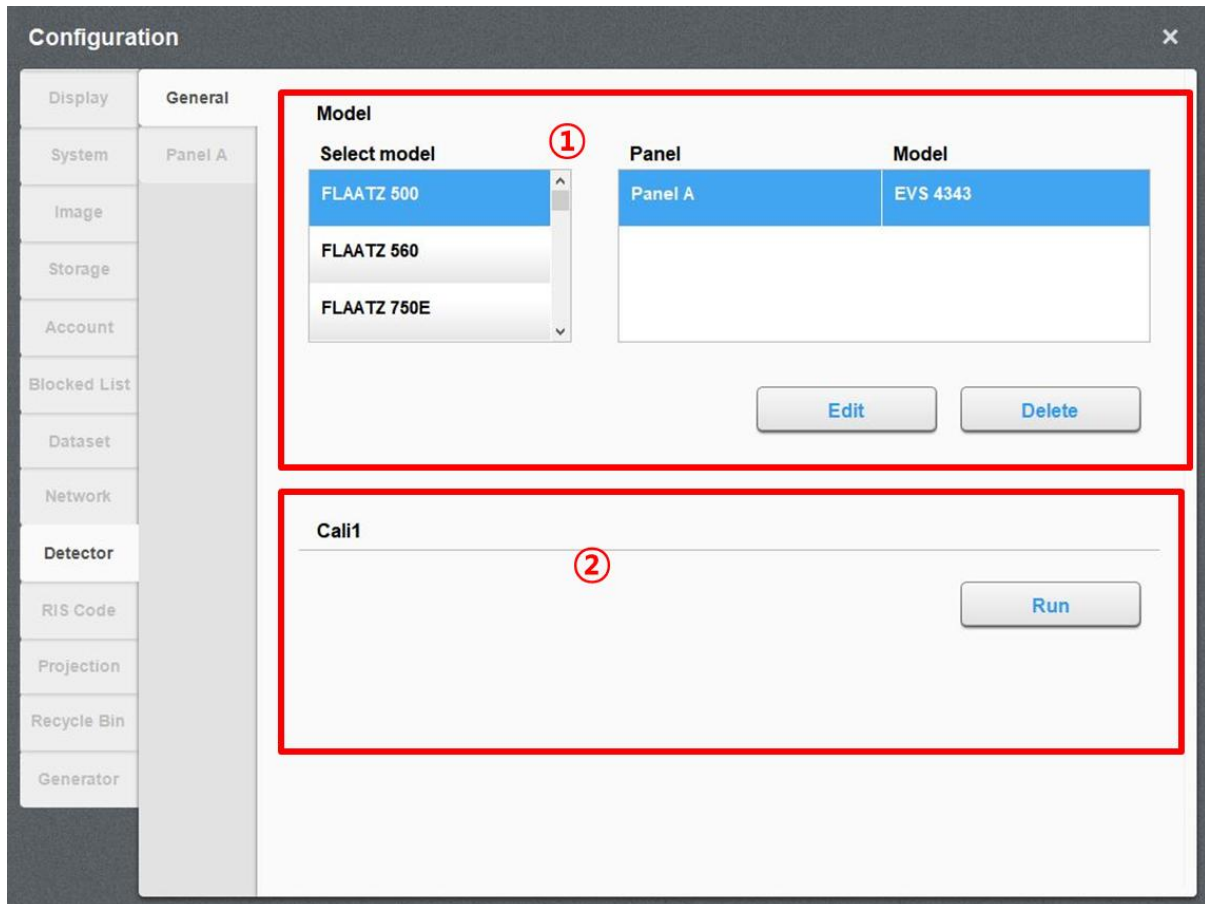 Configuration ×
Display
System
Image
Storage
Account
Blocked List
Dataset
Network
Detector
RIS Code
Projection
Recycle Bin
Generator
General
Panel A
Model
①
Select model
FLAATZ 500
FLAATZ 560
FLAATZ 750E
Panel Model
Panel A EVS 4343
Edit Delete
Cali1
②
Run